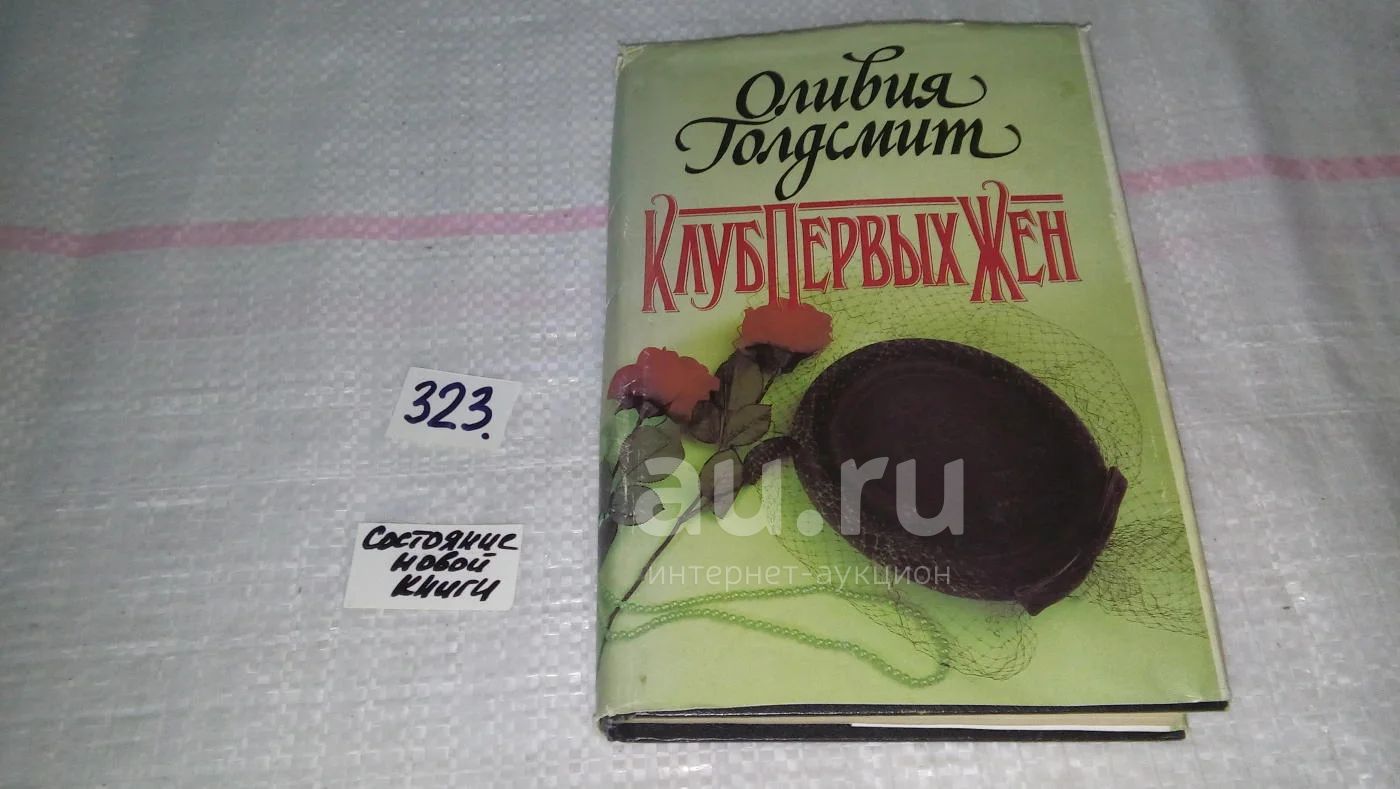 Оливия
Голдсмит
КЛУБ ПЕРВЫХ ЖЕН
323.
Состояние
новой
книги
au.ru
интернет-аукцион